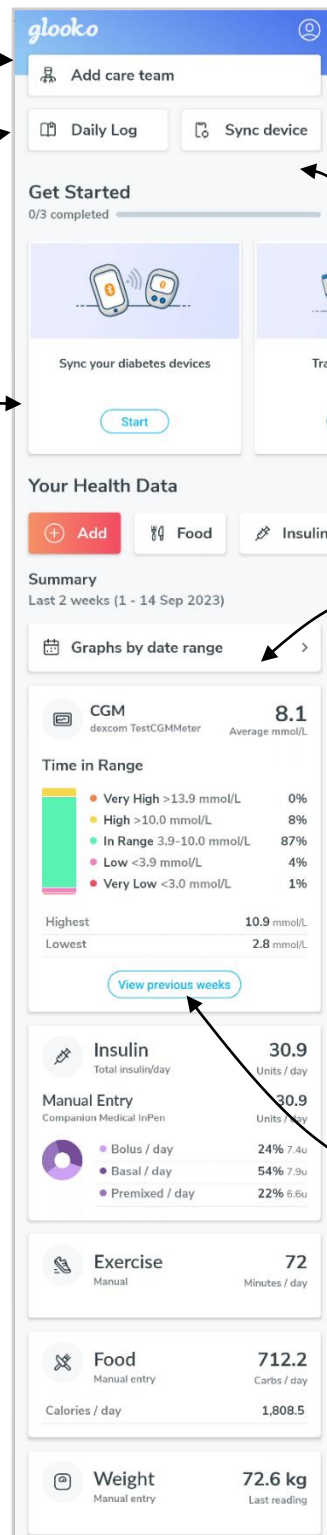 glooko
Add care team
Daily Log
Sync device
Get Started
0/3 completed
Sync your diabetes devices
Tra
Start
Your Health Data
Add
Food
Insulin
Summary
Last 2 weeks (1 - 14 Sep 2023)
Graphs by date range
CGM 8.1
dexcom TestCGMMeter Average mmol/L
Time in Range
Very High >13.9 mmol/L 0%
High >10.0 mmol/L 8%
In Range 3.9-10.0 mmol/L 87%
Low <3.9 mmol/L 4%
Very Low <3.0 mmol/L 1%
Highest 10.9 mmol/L
Lowest 2.8 mmol/L
View previous weeks
Insulin 30.9
Total insulin/day Units / day
Manual Entry 30.9
Companion Medical InPen Units / day
Bolus / day 24% 7.4u
Basal / day 54% 7.9u
Premixed / day 22% 6.6u
Exercise 72
Manual Minutes / day
Food 712.2
Manual entry Carbs / day
Calories / day 1,808.5
Weight 72.6 kg
Manual entry Last reading